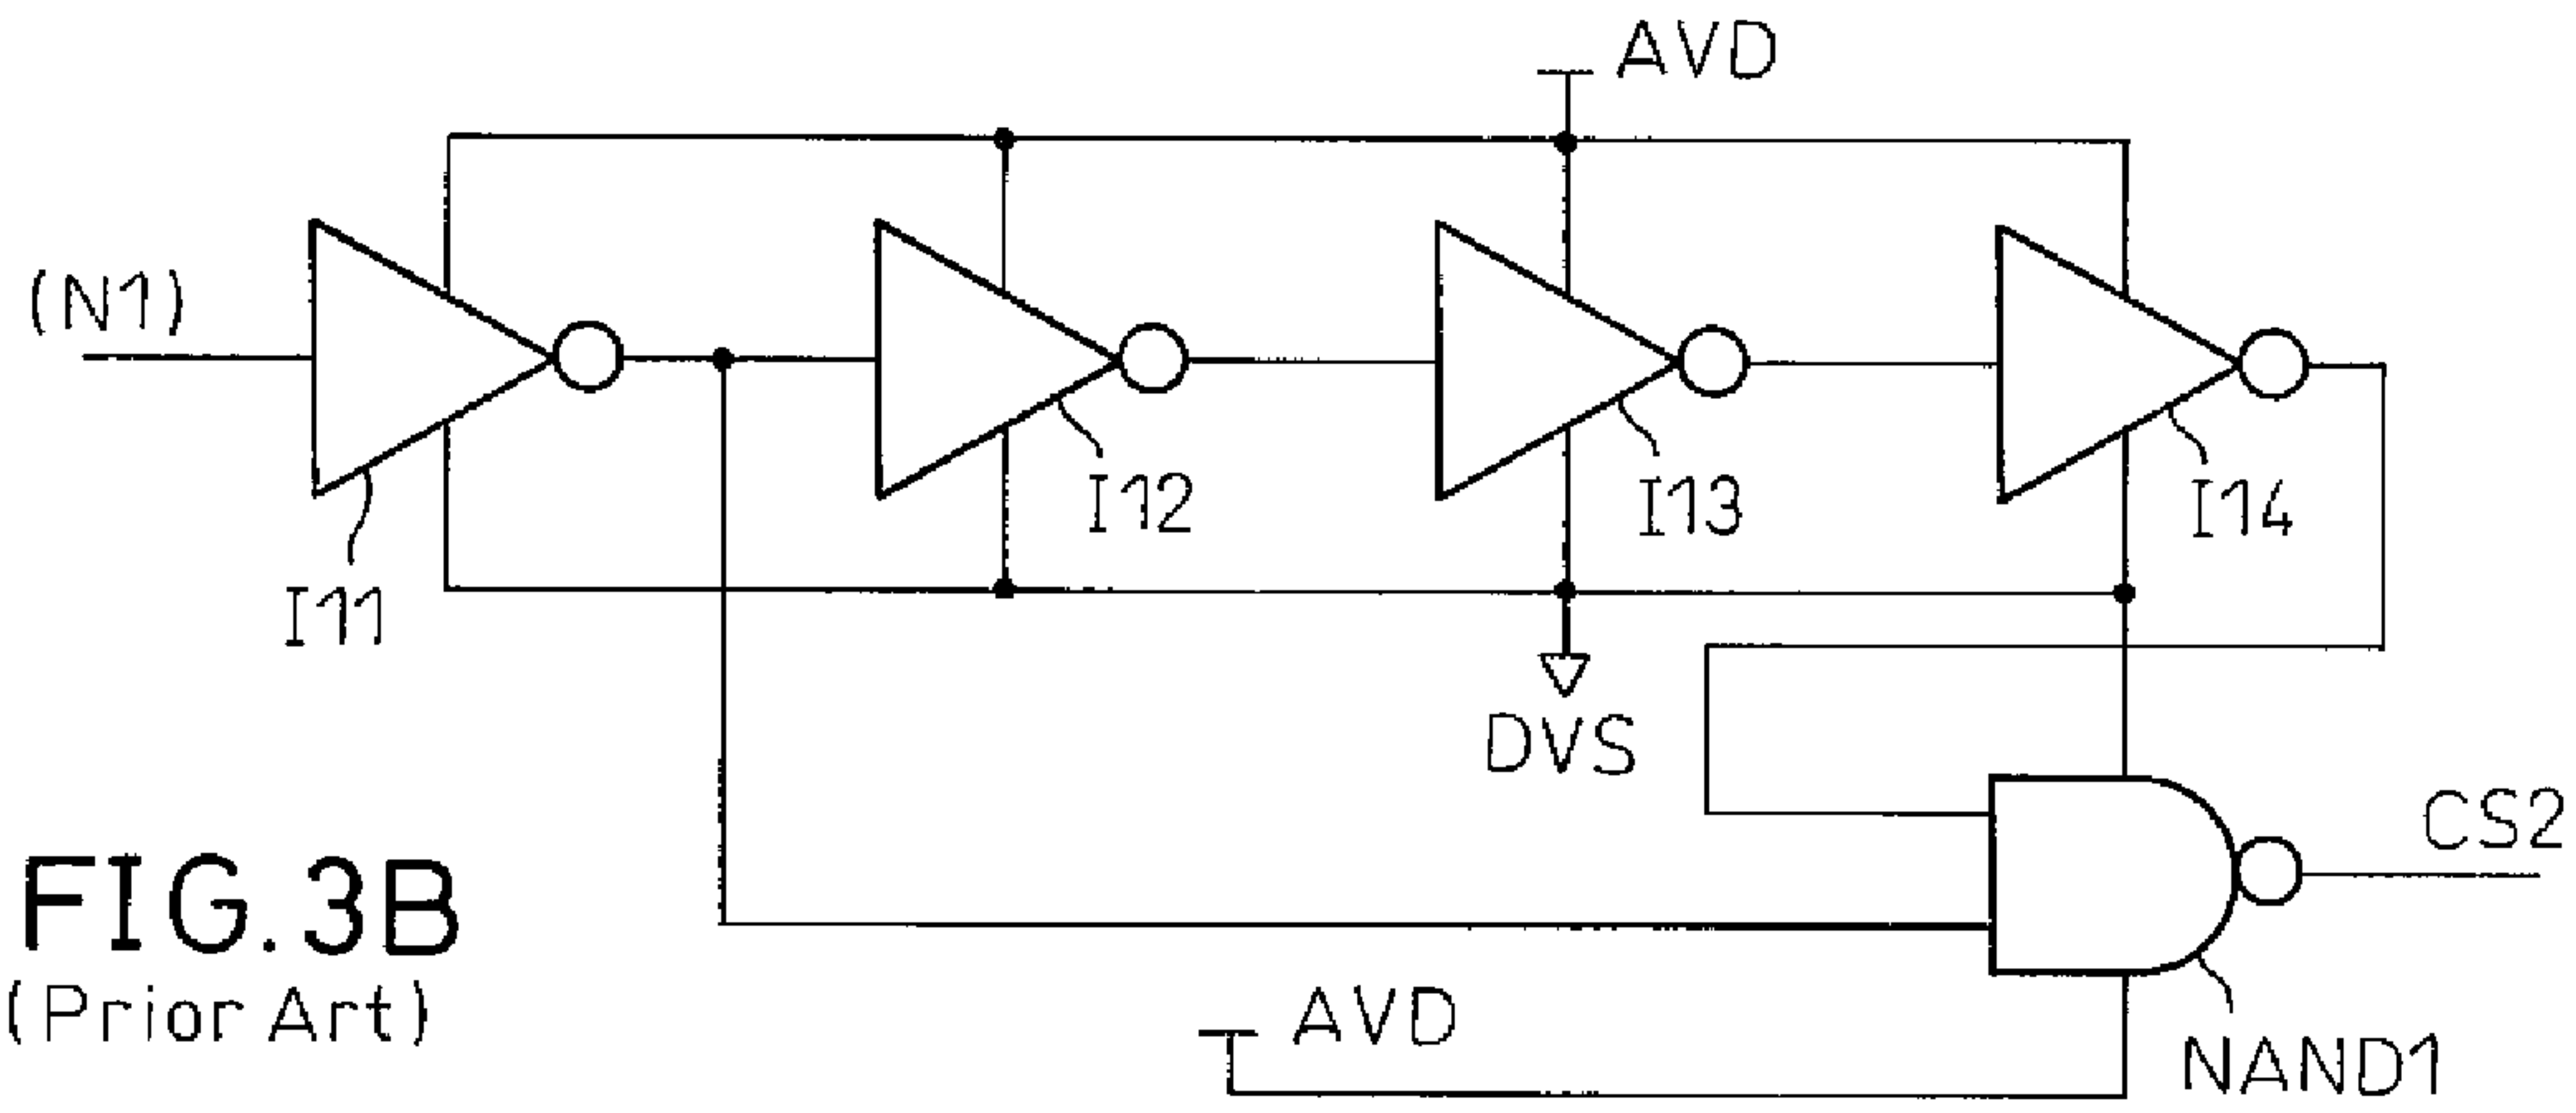 AVD
(N1)
I12
I13
I14
I11
DVS
CS2
FIG.3B
(Prior Art)
AVD
NAND1